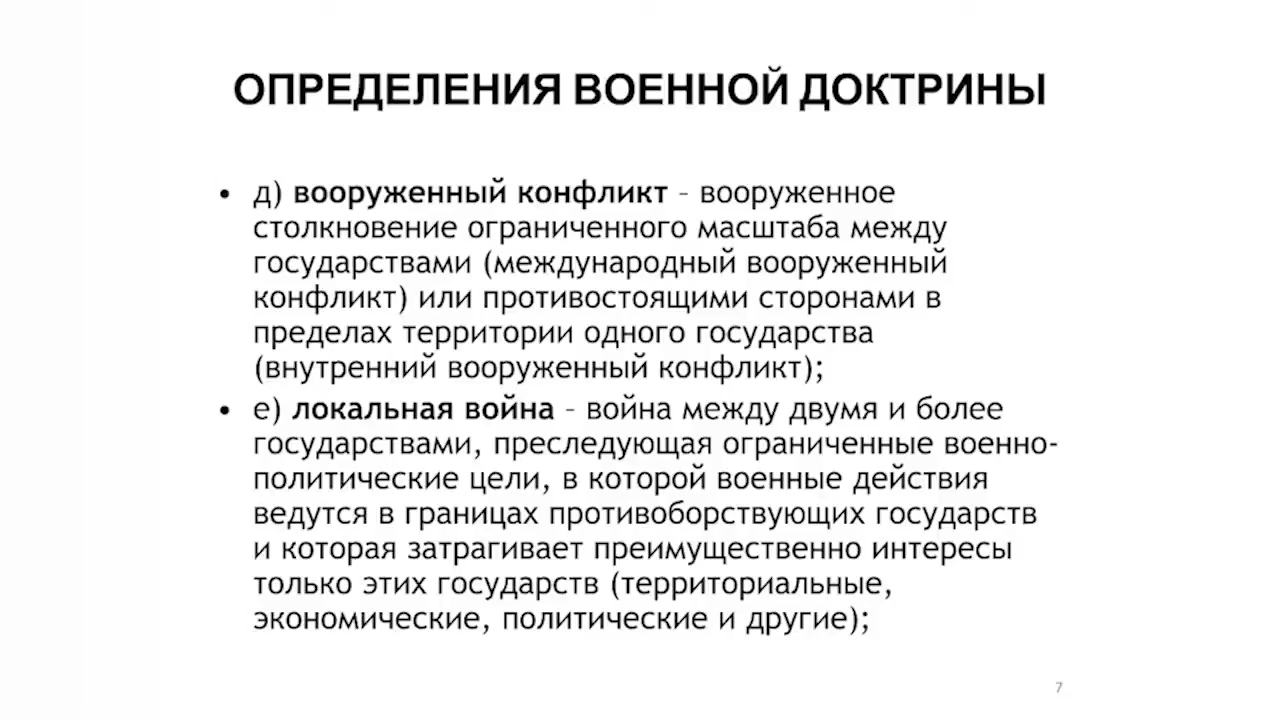 ОПРЕДЕЛЕНИЯ ВОЕННОЙ ДОКТРИНЫ
• д) вооруженный конфликт – вооруженное
столкновение ограниченного масштаба между
государствами (международный вооруженный
конфликт) или противостоящими сторонами в
пределах территории одного государства
(внутренний вооруженный конфликт);
• е) локальная война – война между двумя и более
государствами, преследующая ограниченные военно-
политические цели, в которой военные действия
ведутся в границах противоборствующих государств
и которая затрагивает преимущественно интересы
только этих государств (территориальные,
экономические, политические и другие);
7